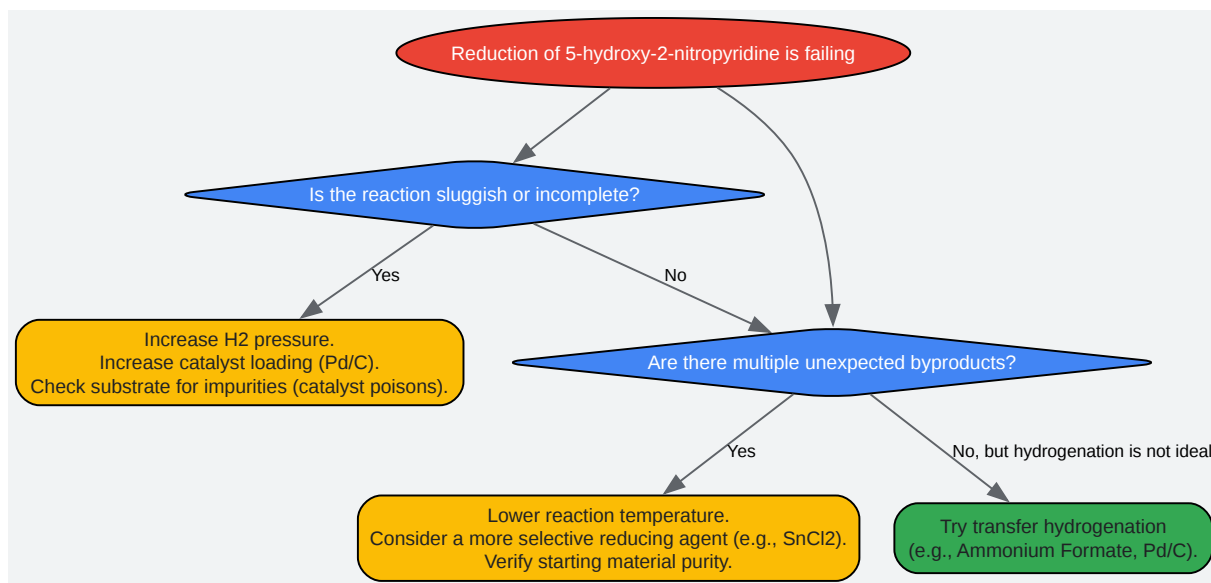 Reduction of 5-hydroxy-2-nitropyridine is failing
Is the reaction sluggish or incomplete?
Yes
No
Increase H2 pressure.
Increase catalyst loading (Pd/C).
Check substrate for impurities (catalyst poisons).
Are there multiple unexpected byproducts?
Yes
No, but hydrogenation is not ideal
Lower reaction temperature.
Consider a more selective reducing agent (e.g., SnCl2).
Verify starting material purity.
Try transfer hydrogenation
(e.g., Ammonium Formate, Pd/C).